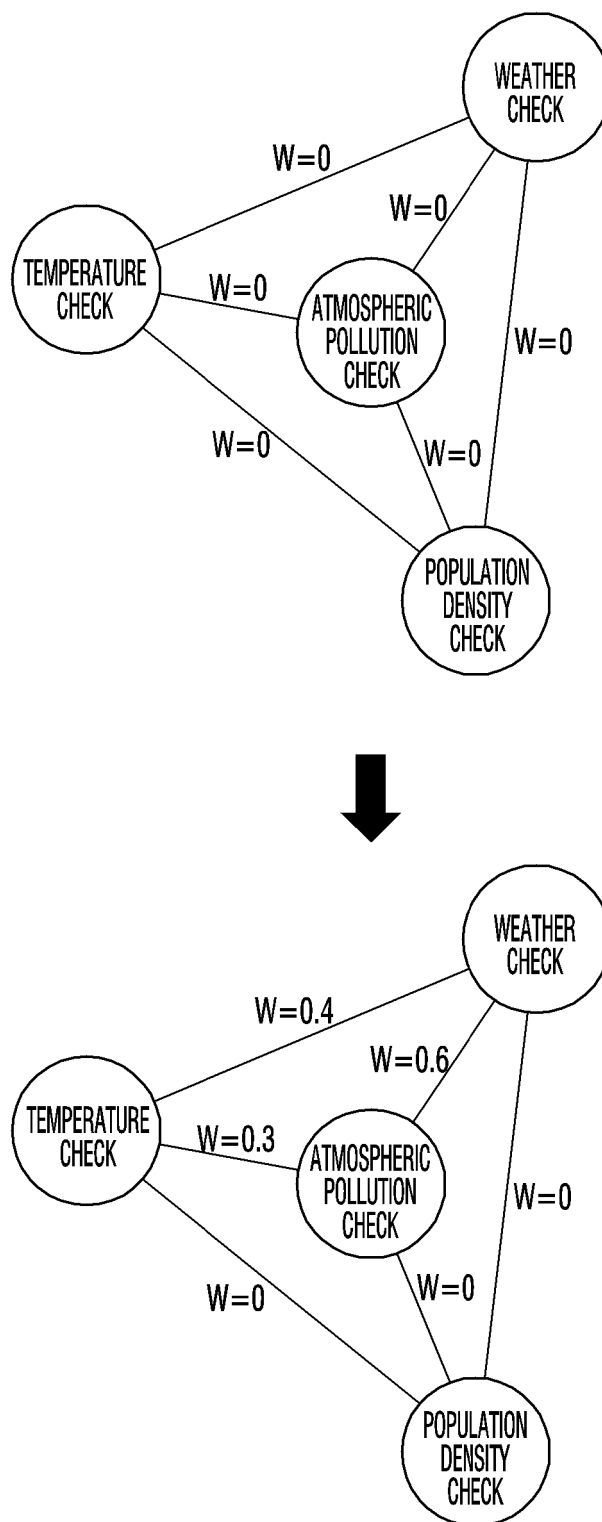 WEATHER
CHECK
W=0
W=0
TEMPERATURE
CHECK
W=0
ATMOSPHERIC
POLLUTION
CHECK
W=0
W=0
W=0
POPULATION
DENSITY
CHECK
WEATHER
CHECK
W=0.4
W=0.6
TEMPERATURE
CHECK
W=0.3
ATMOSPHERIC
POLLUTION
CHECK
W=0
W=0
W=0
POPULATION
DENSITY
CHECK